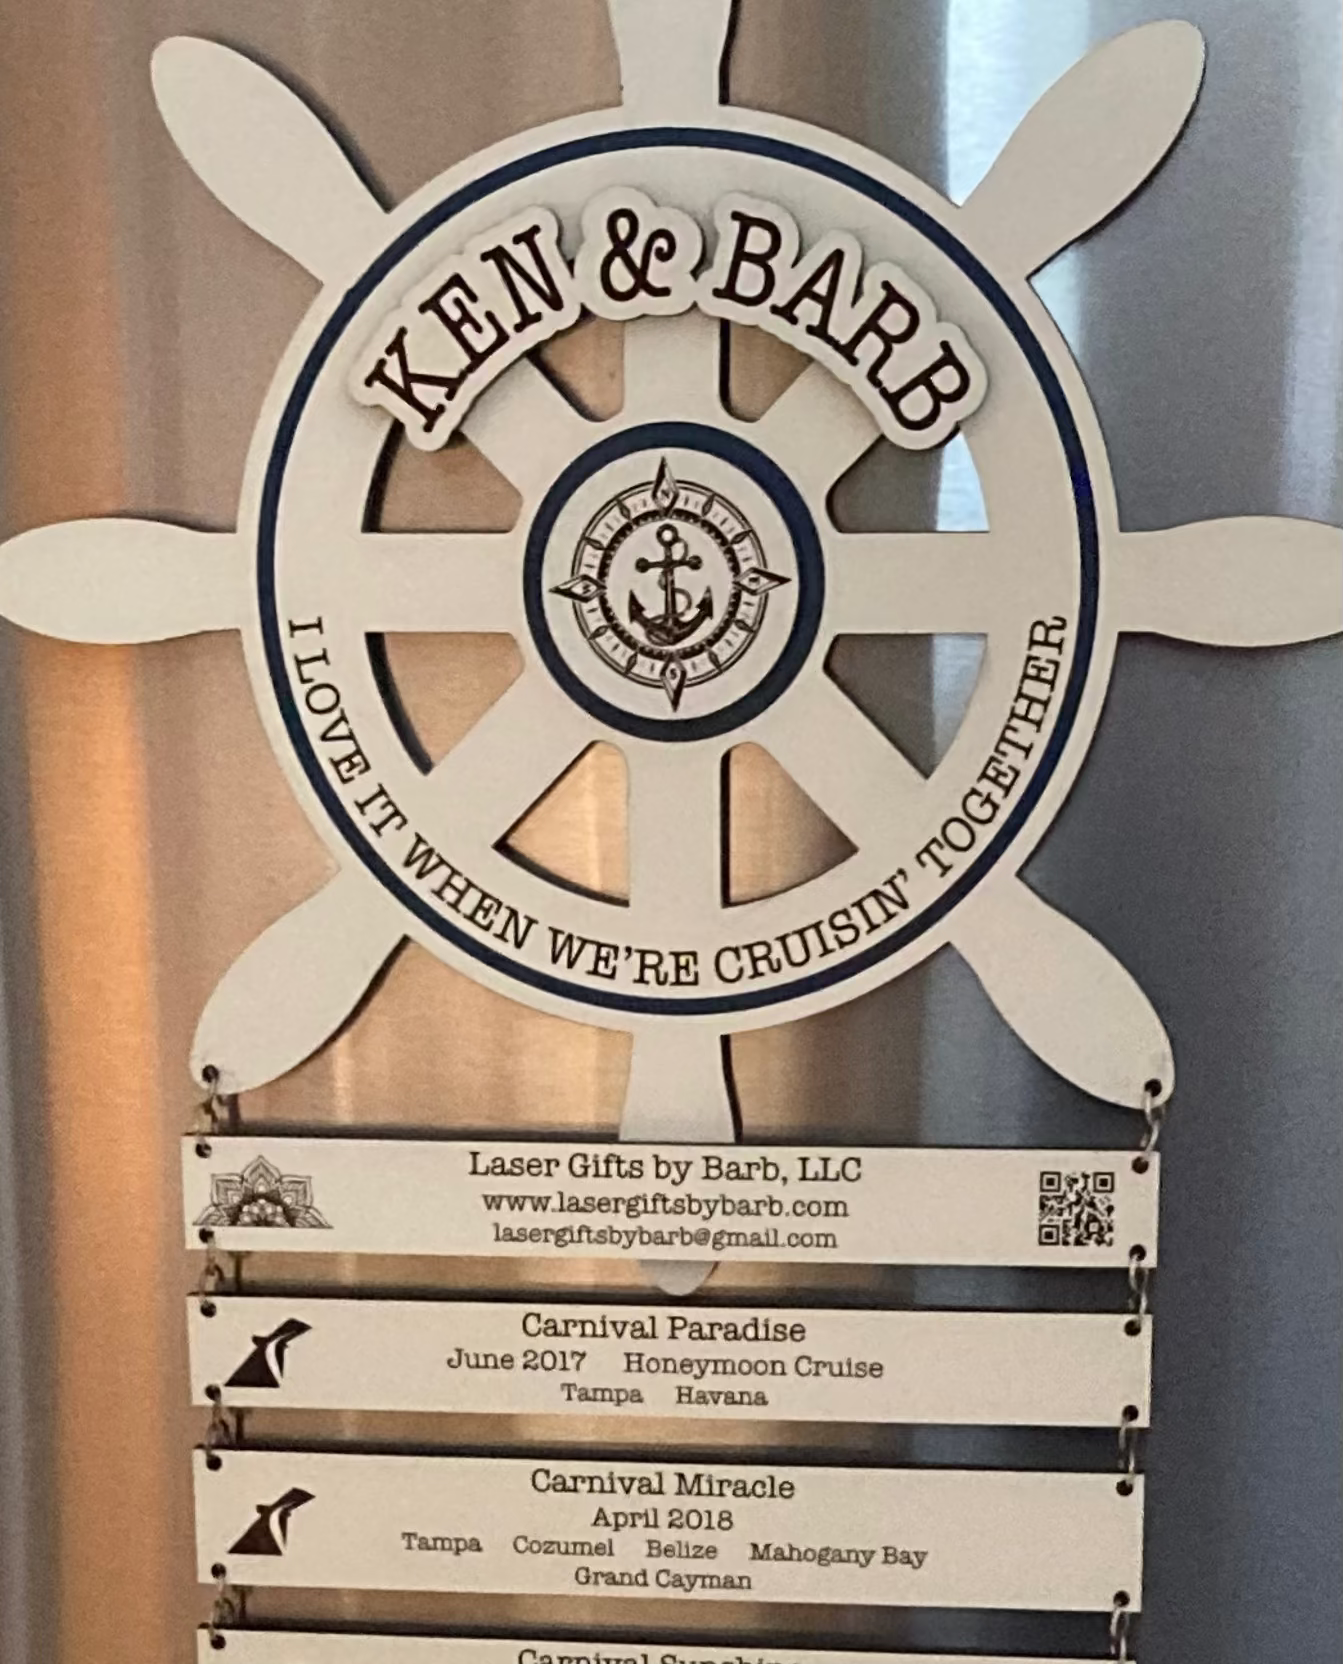 KEN & BARB
I LOVE IT WHEN WE'RE CRUISIN' TOGETHER
Laser Gifts by Barb, LLC
www.lasergiftsbybarb.com
lasergiftsbybarb@gmail.com
Carnival Paradise
June 2017 Honeymoon Cruise
Tampa Havana
Carnival Miracle
April 2018
Tampa Cozumel Belize Mahogany Bay
Grand Cayman
Carnival